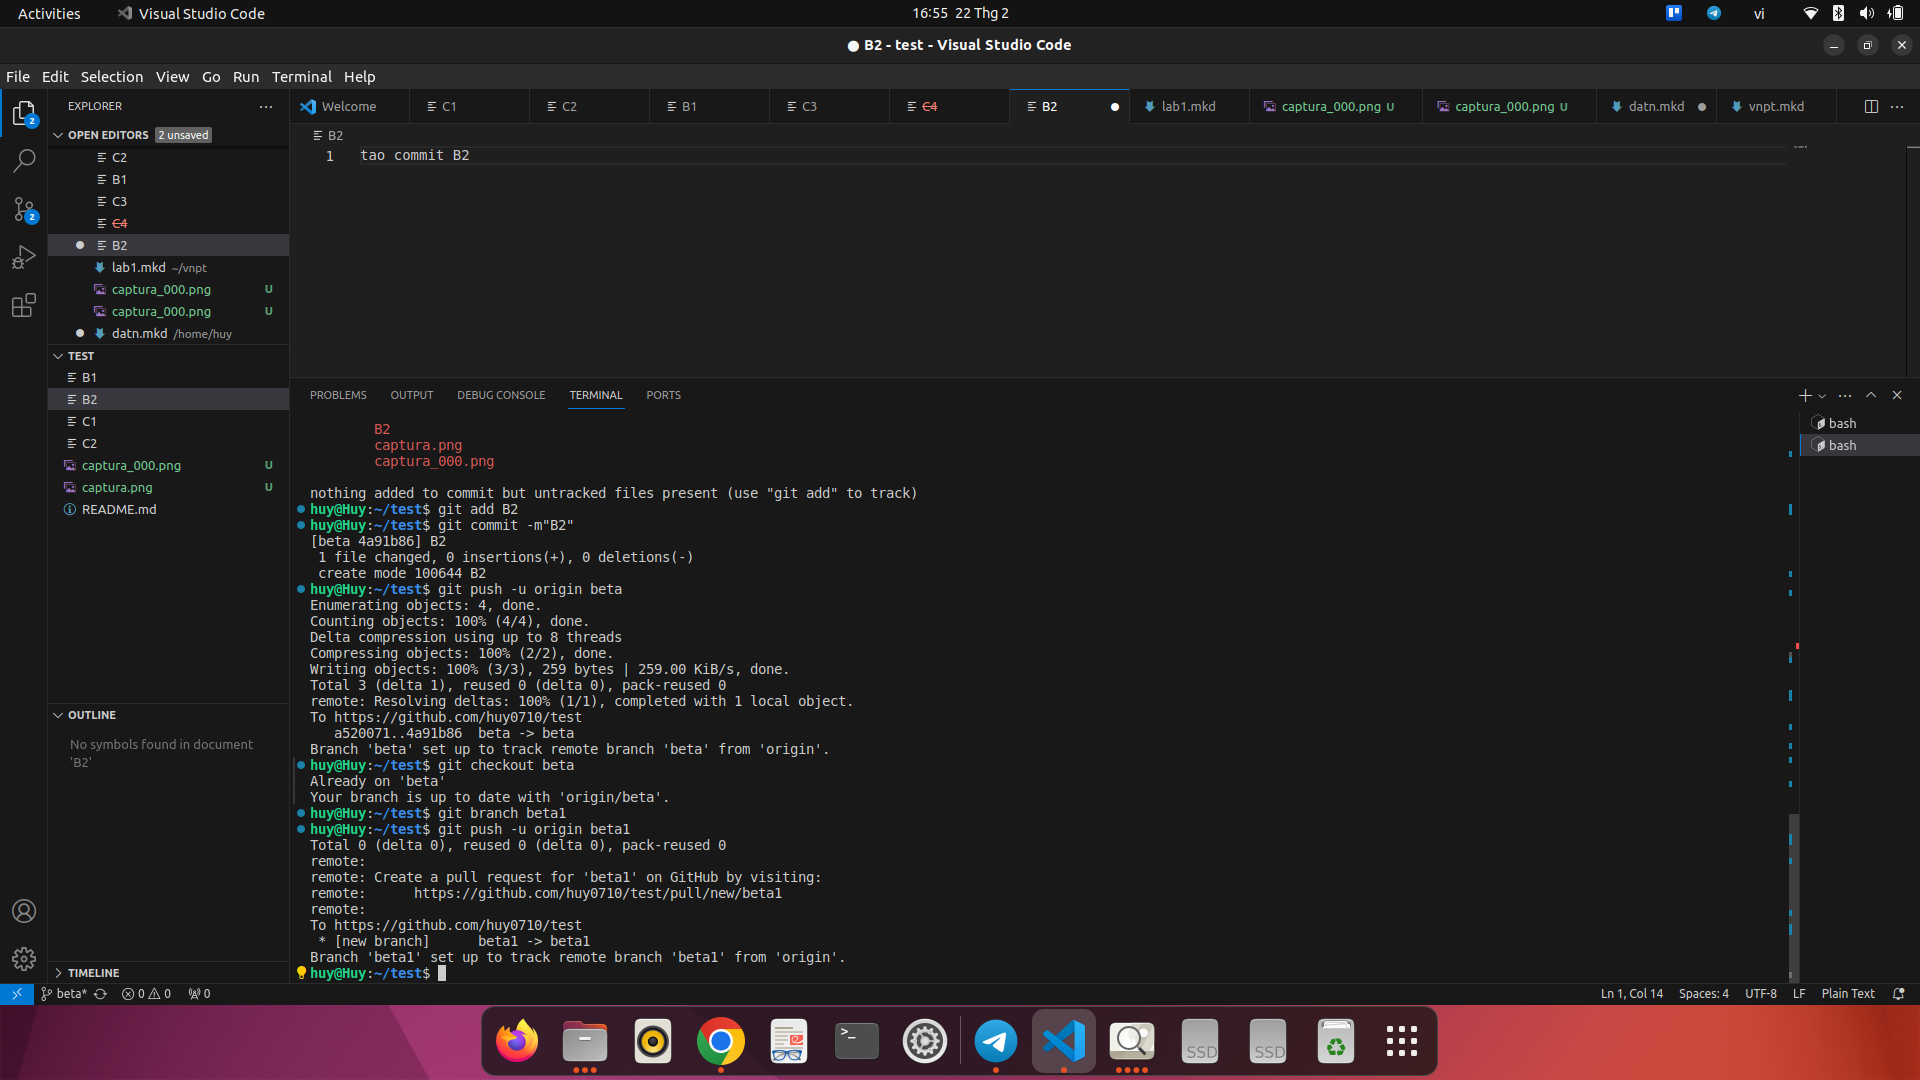 Activities Visual Studio Code 16:55 22 Thg 2 vi
B2 - test - Visual Studio Code
File Edit Selection View Go Run Terminal Help
EXPLORER
OPEN EDITORS 2 unsaved
C2
B1
C3
C4
B2
lab1.mkd ~/vnpt
captura_000.png U
captura_000.png U
datn.mkd /home/huy
TEST
B1
B2
C1
C2
captura_000.png U
captura.png U
README.md
OUTLINE
No symbols found in document
'B2'
TIMELINE
2
2
Welcome C1 C2 B1 C3 C4 B2 lab1.mkd captura_000.png U captura_000.png U datn.mkd vnpt.mkd
B2
1 tao commit B2
PROBLEMS OUTPUT DEBUG CONSOLE TERMINAL PORTS
bash
bash
B2
captura.png
captura_000.png
nothing added to commit but untracked files present (use "git add" to track)
huy@Huy:~/test$ git add B2
huy@Huy:~/test$ git commit -m"B2"
[beta 4a91b86] B2
1 file changed, 0 insertions(+), 0 deletions(-)
create mode 100644 B2
huy@Huy:~/test$ git push -u origin beta
Enumerating objects: 4, done.
Counting objects: 100% (4/4), done.
Delta compression using up to 8 threads
Compressing objects: 100% (2/2), done.
Writing objects: 100% (3/3), 259 bytes | 259.00 KiB/s, done.
Total 3 (delta 1), reused 0 (delta 0), pack-reused 0
remote: Resolving deltas: 100% (1/1), completed with 1 local object.
To https://github.com/huy0710/test
a520071..4a91b86 beta -> beta
Branch 'beta' set up to track remote branch 'beta' from 'origin'.
huy@Huy:~/test$ git checkout beta
Already on 'beta'
Your branch is up to date with 'origin/beta'.
huy@Huy:~/test$ git branch beta1
huy@Huy:~/test$ git push -u origin beta1
Total 0 (delta 0), reused 0 (delta 0), pack-reused 0
remote:
remote: Create a pull request for 'beta1' on GitHub by visiting:
remote: https://github.com/huy0710/test/pull/new/beta1
remote:
To https://github.com/huy0710/test
* [new branch] beta1 -> beta1
Branch 'beta1' set up to track remote branch 'beta1' from 'origin'.
huy@Huy:~/test$
beta* 0 0 0 Ln 1, Col 14 Spaces: 4 UTF-8 LF Plain Text
>_ SSD SSD